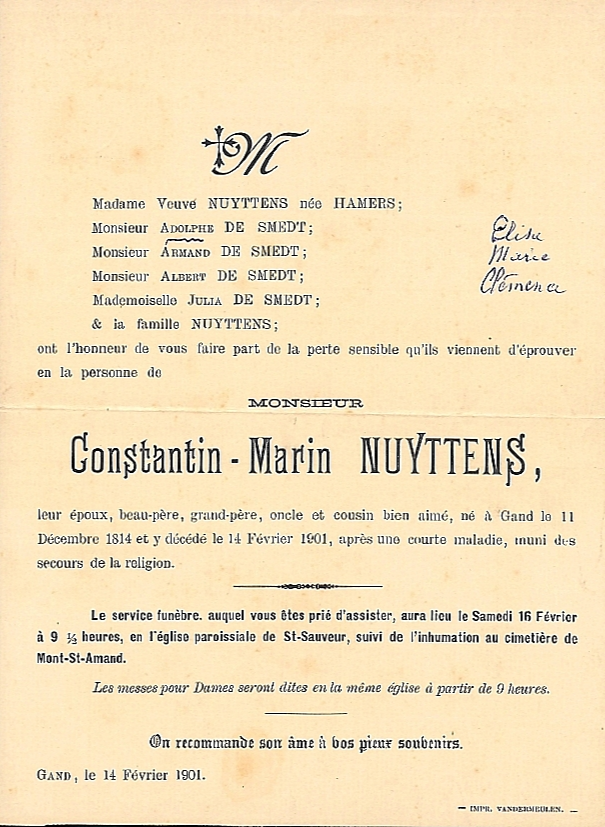 M
Madame Veuve NUYTTENS née HAMERS;
Monsieur ADOLPHE DE SMEDT;
Monsieur ARMAND DE SMEDT;
Monsieur ALBERT DE SMEDT;
Mademoiselle JULIA DE SMEDT;
& la famille NUYTTENS;
Elisa
Marie
Clémence
ont l'honneur de vous faire part de la perte sensible qu'ils viennent d'éprouver
en la personne de
MONSIEUR
Constantin - Marin NUYTTENS,
leur époux, beau-père, grand-père, oncle et cousin bien aimé, né à Gand le 11
Décembre 1814 et y décédé le 14 Février 1901, après une courte maladie, muni des
secours de la religion.
Le service funèbre. auquel vous êtes prié d'assister, aura lieu le Samedi 16 Février
à 9 ½ heures, en l'église paroissiale de St-Sauveur, suivi de l'inhumation au cimetière de
Mont-St-Amand.
Les messes pour Dames seront dites en la même église à partir de 9 heures.
On recommande son âme à vos pieux souvenirs.
GAND, le 14 Février 1901.
— IMPR. VANDERMEULEN. —